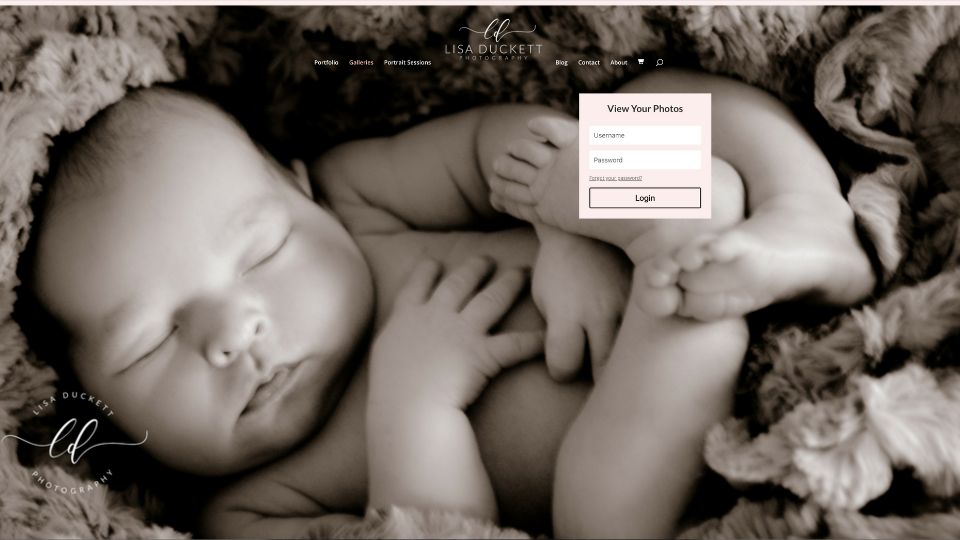 ld
LISA DUCKETT
PHOTOGRAPHY
Portfolio Galleries Portrait Sessions Blog Contact About
View Your Photos
Username
Password
Forgot your password?
Login
LISA DUCKETT
ld
PHOTOGRAPHY